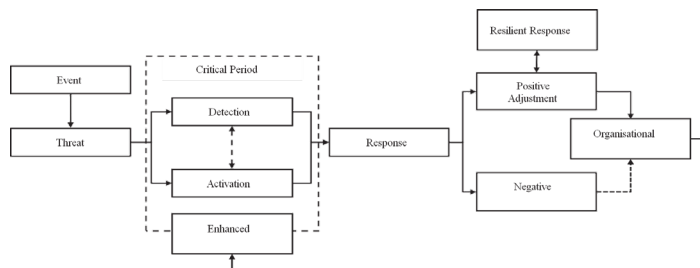 Resilient Response
Event
Critical Period
Positive
Adjustment
Detection
Threat
Response
Organisational
Activation
Negative
Enhanced